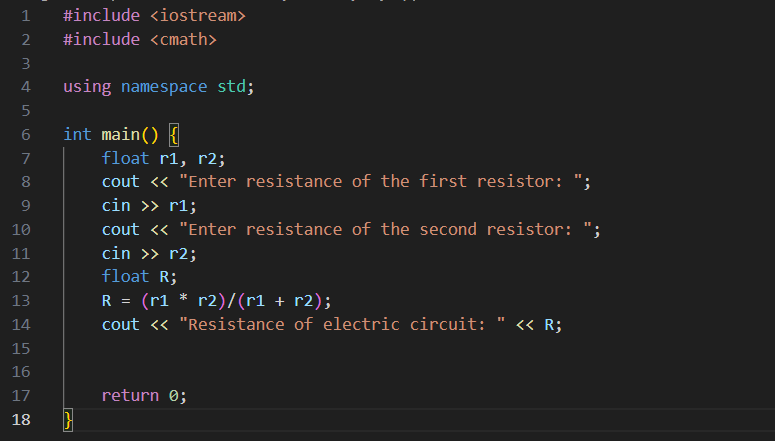 1 #include <iostream>
2 #include <cmath>
3
4 using namespace std;
5
6 int main() {
7     float r1, r2;
8     cout << "Enter resistance of the first resistor: ";
9     cin >> r1;
10     cout << "Enter resistance of the second resistor: ";
11     cin >> r2;
12     float R;
13     R = (r1 * r2)/(r1 + r2);
14     cout << "Resistance of electric circuit: " << R;
15
16
17     return 0;
18 }